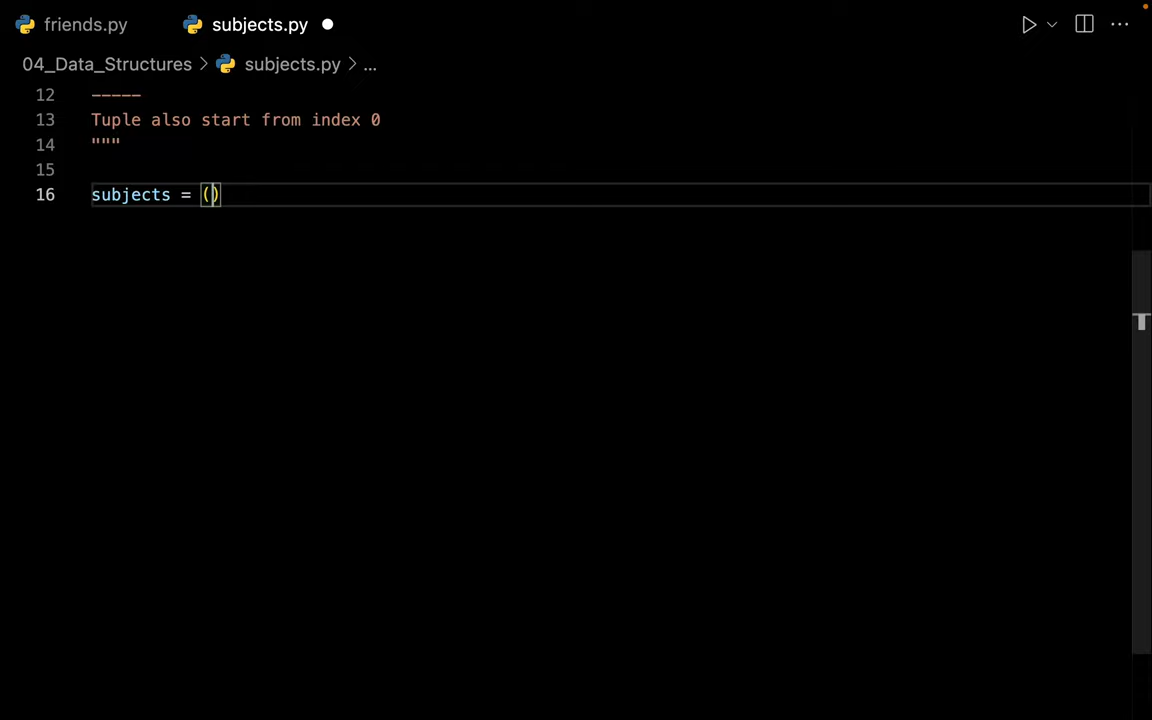 friends.py subjects.py
04_Data_Structures > subjects.py > ...
12 -----
13 Tuple also start from index 0
14 """
15
16 subjects = ()